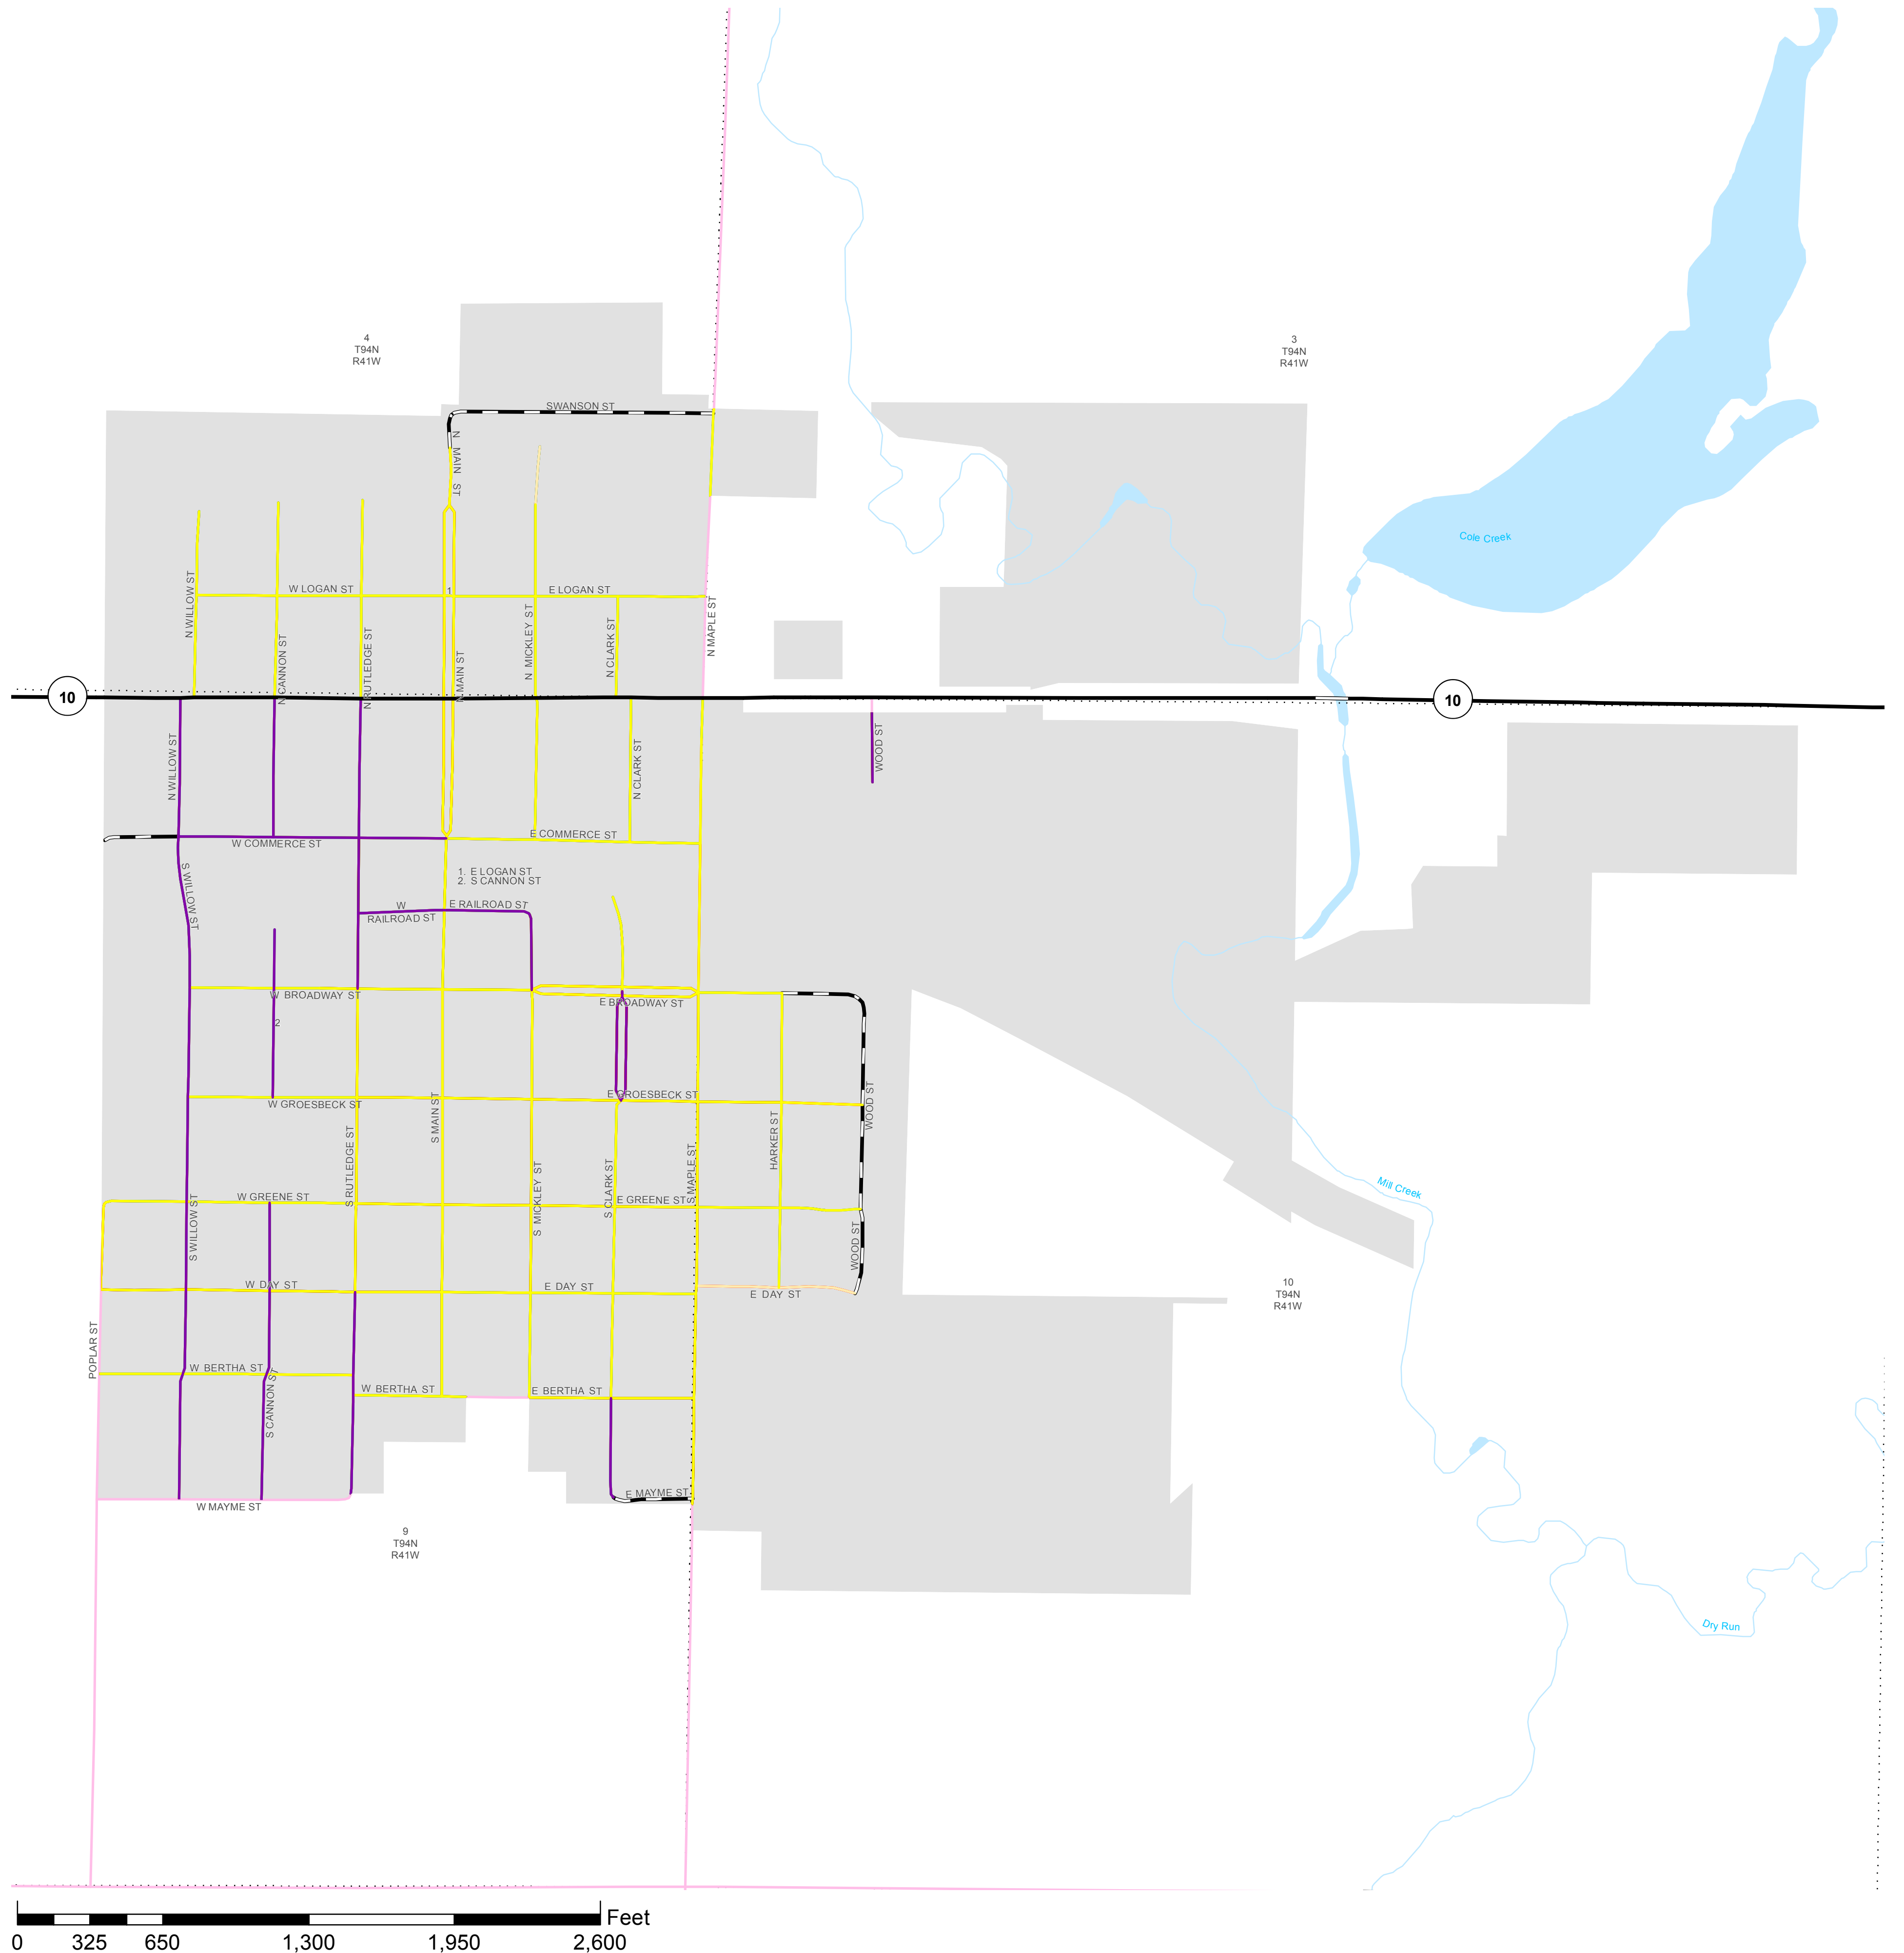 4
T94N
R41W
3
T94N
R41W
SWANSON ST
N MAIN ST
Cole Creek
W LOGAN ST
1
E LOGAN ST
N WILLOW ST
N CANNON ST
N RUTLEDGE ST
N MAIN ST
N MICKLEY ST
N CLARK ST
N MAPLE ST
10
10
N WILLOW ST
N CLARK ST
WOOD ST
W COMMERCE ST
E COMMERCE ST
1. E LOGAN ST
2. S CANNON ST
S WILLOW ST
W
RAILROAD ST
E RAILROAD ST
W BROADWAY ST
E BROADWAY ST
2
W GROESBECK ST
E GROESBECK ST
S MAIN ST
WOOD ST
HARKER ST
S RUTLEDGE ST
S MICKLEY ST
S CLARK ST
S MAPLE ST
Mill Creek
W GREENE ST
E GREENE ST
S WILLOW ST
WOOD ST
W DAY ST
E DAY ST
E DAY ST
10
T94N
R41W
POPLAR ST
W BERTHA ST
W BERTHA ST
E BERTHA ST
S CANNON ST
E MAYME ST
W MAYME ST
9
T94N
R41W
Dry Run
Feet
0 325 650 1,300 1,950 2,600